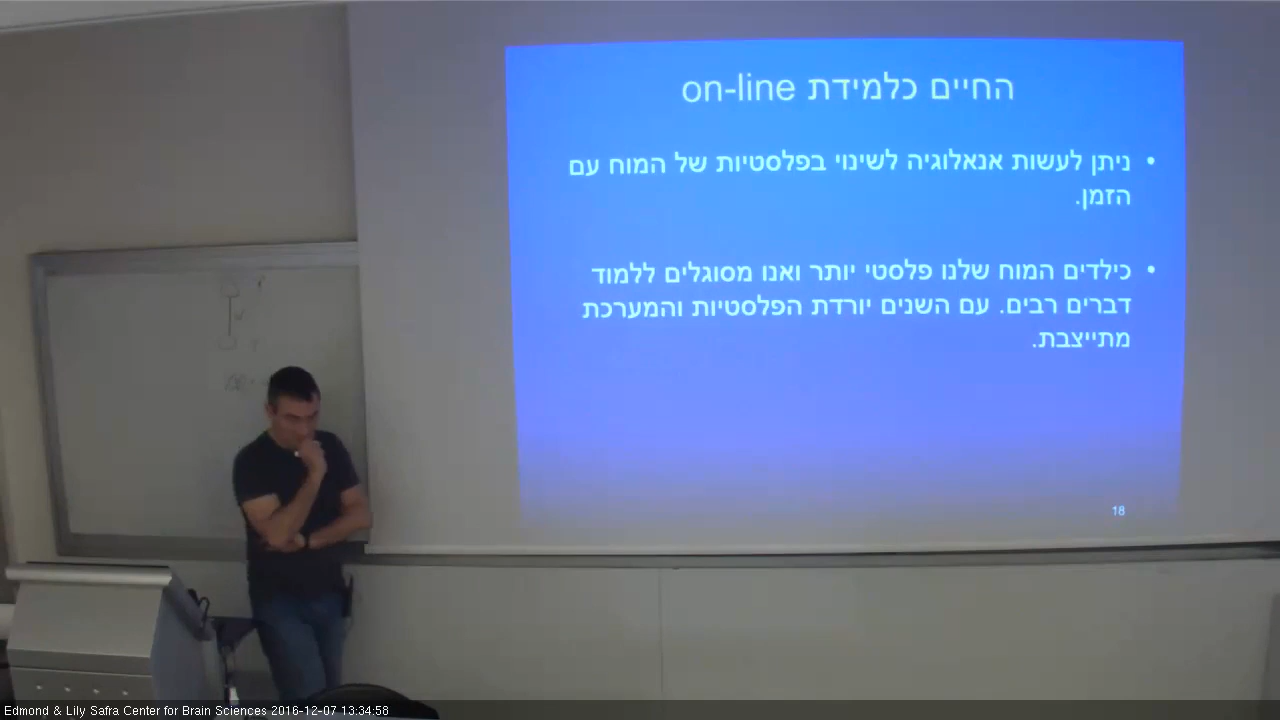 החיים כלמידת on-line
• ניתן לעשות אנאלוגיה לשינוי בפלסטיות של המוח עם
הזמן.
• כילדים המוח שלנו פלסטי יותר ואנו מסוגלים ללמוד
דברים רבים. עם השנים יורדת הפלסטיות והמערכת
מתייצבת.
18
Edmond & Lily Safra Center for Brain Sciences 2016-12-07 13:34:58